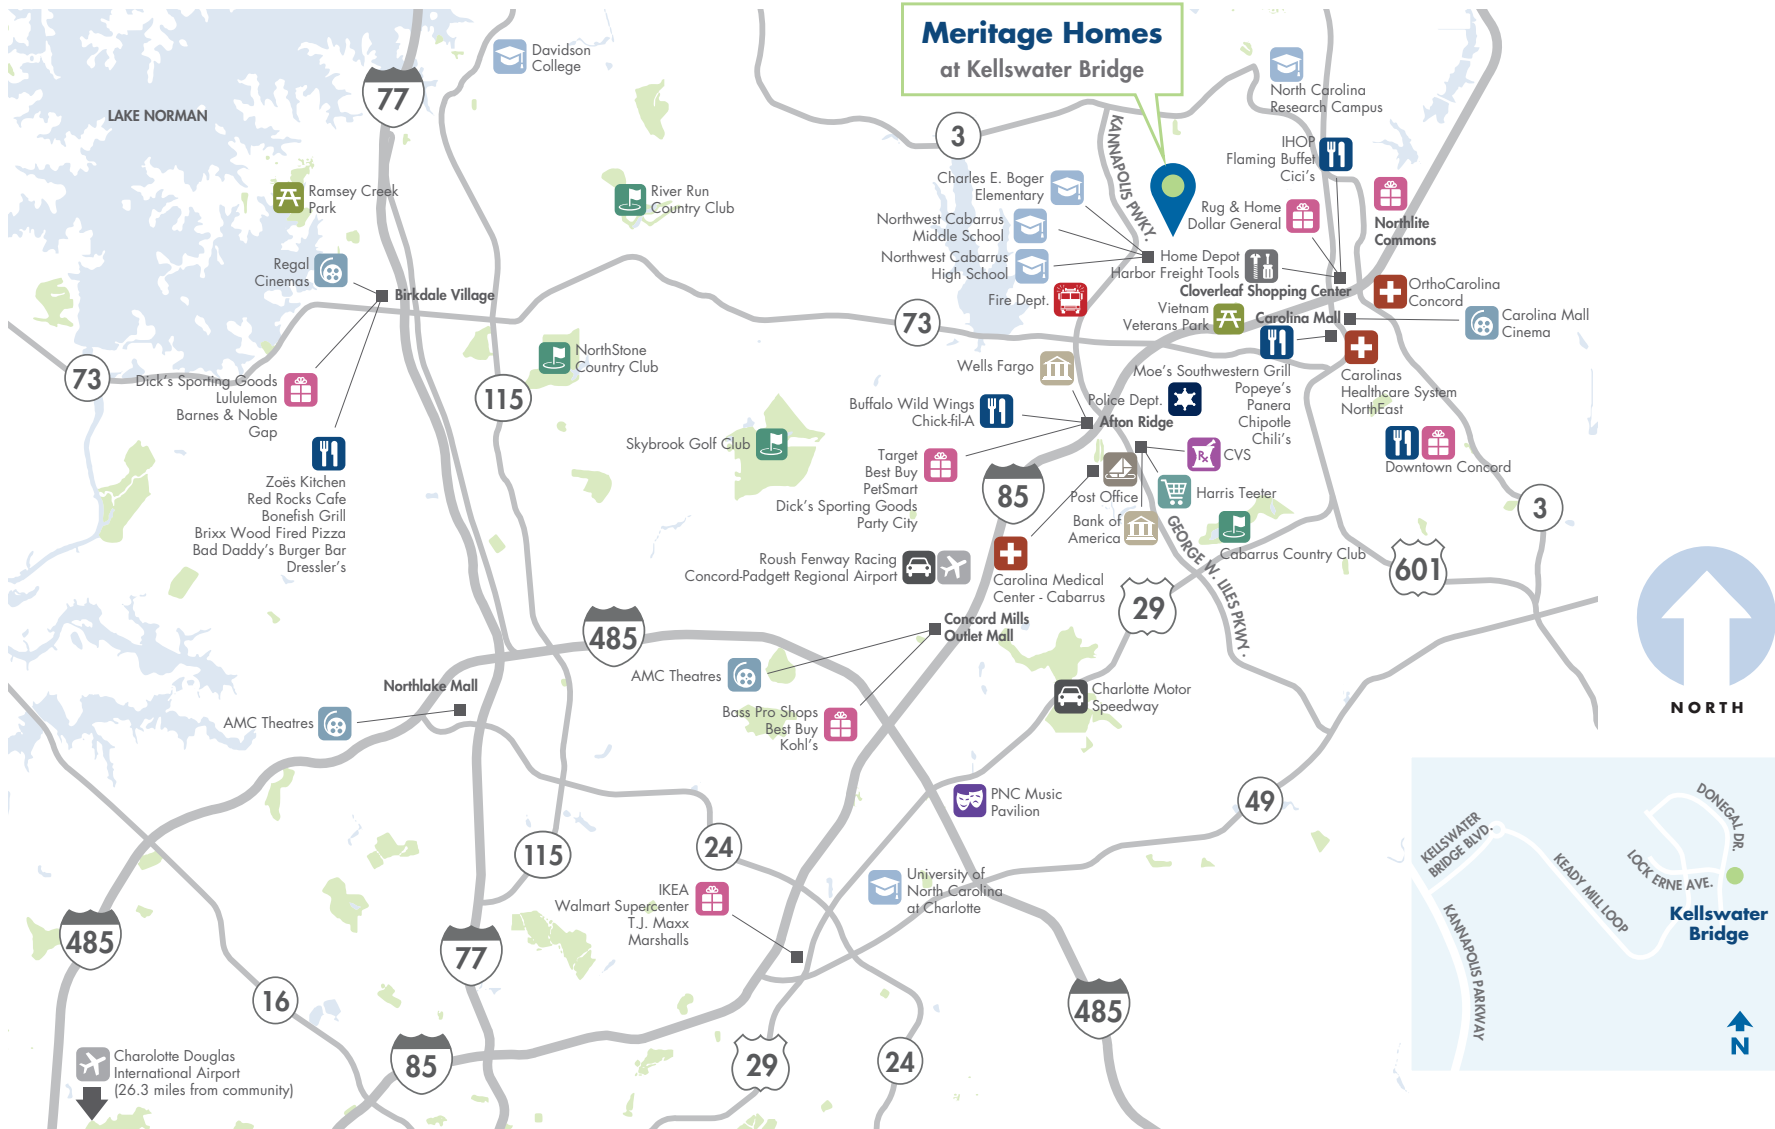 Meritage Homes
at Kellswater Bridge
Davidson
College
77
LAKE NORMAN
3
KANNAPOLIS PWKY.
North Carolina
Research Campus
IHOP
Flaming Buffet
Cici's
Charles E. Boger
Elementary
Northwest Cabarrus
Middle School
Northwest Cabarrus
High School
Fire Dept.
Rug & Home
Dollar General
Northlite
Commons
Home Depot
Harbor Freight Tools
Cloverleaf Shopping Center
OrthoCarolina
Concord
Vietnam
Veterans Park
Carolina Mall
Carolina Mall
Cinema
Ramsey Creek
Park
River Run
Country Club
Regal
Cinemas
Birkdale Village
73
73
Dick's Sporting Goods
Lululemon
Barnes & Noble
Gap
115
NorthStone
Country Club
Wells Fargo
Moe's Southwestern Grill
Popeye's
Panera
Chipotle
Chili's
Police Dept.
Carolinas
Healthcare System
NorthEast
Buffalo Wild Wings
Chick-fil-A
Afton Ridge
Skybrook Golf Club
Target
Best Buy
PetSmart
Dick's Sporting Goods
Party City
85
Rx
CVS
Downtown Concord
Post Office
Harris Teeter
Bank of
America
GEORGE W. LILES PKWY.
Cabarrus Country Club
3
601
Zoës Kitchen
Red Rocks Cafe
Bonefish Grill
Brixx Wood Fired Pizza
Bad Daddy's Burger Bar
Dressler's
Roush Fenway Racing
Concord-Padgett Regional Airport
Carolina Medical
Center - Cabarrus
29
485
Concord Mills
Outlet Mall
AMC Theatres
Northlake Mall
AMC Theatres
Bass Pro Shops
Best Buy
Kohl's
Charlotte Motor
Speedway
NORTH
PNC Music
Pavilion
49
115
24
University of
North Carolina
at Charlotte
IKEA
Walmart Supercenter
T.J. Maxx
Marshalls
485
77
16
485
85
29
24
Charolotte Douglas
International Airport
(26.3 miles from community)
KELLSWATER
BRIDGE BLVD.
DONEGAL DR.
LOCK ERNE AVE.
KEADY MILL LOOP
Kellswater
Bridge
KANNAPOLIS PARKWAY
N